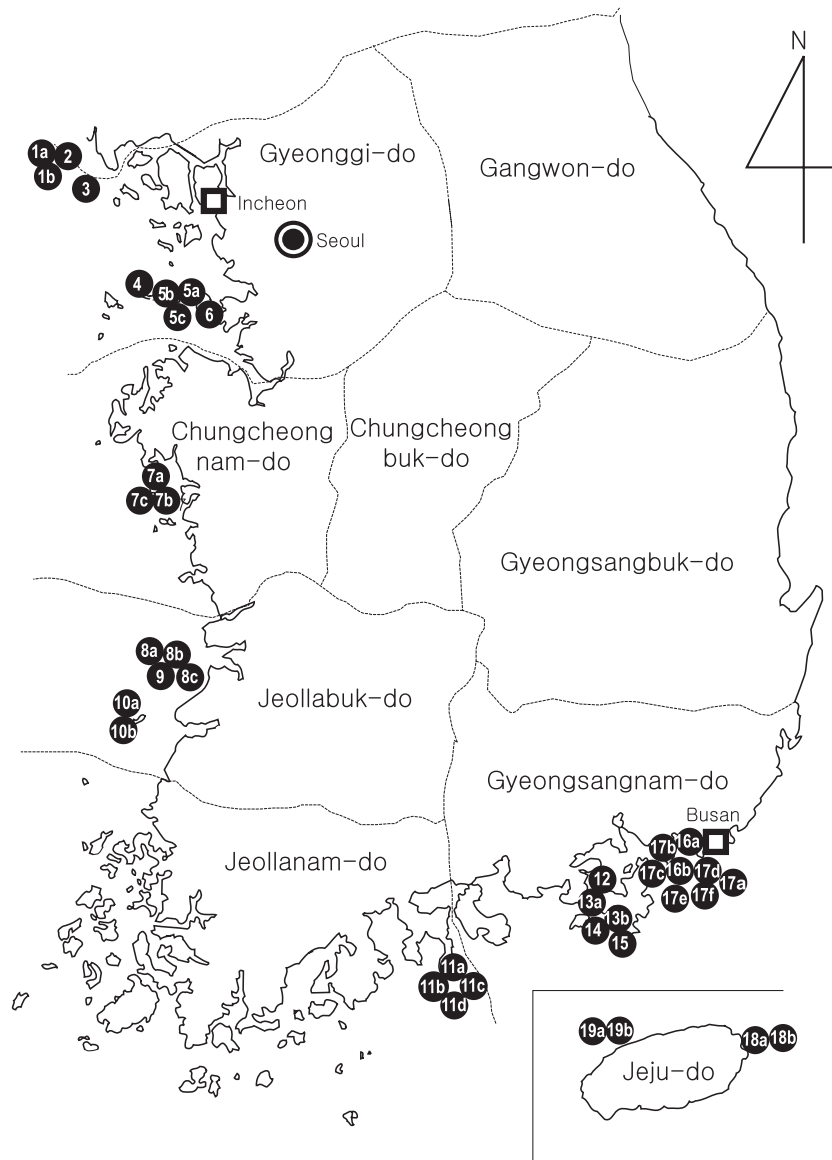 N
Gyeonggi-do
Gangwon-do
1a
2
1b
3
Incheon
Seoul
4
5b
5a
5c
6
Chungcheong
nam-do
Chungcheong
buk-do
7a
7c
7b
Gyeongsangbuk-do
8a
8b
9
8c
10a
10b
Jeollabuk-do
Gyeongsangnam-do
Busan
Jeollanam-do
17b
16a
17c
16b
17d
17a
17e
17f
12
13a
13b
14
15
11a
11b
11c
11d
19a
19b
18a
18b
Jeju-do